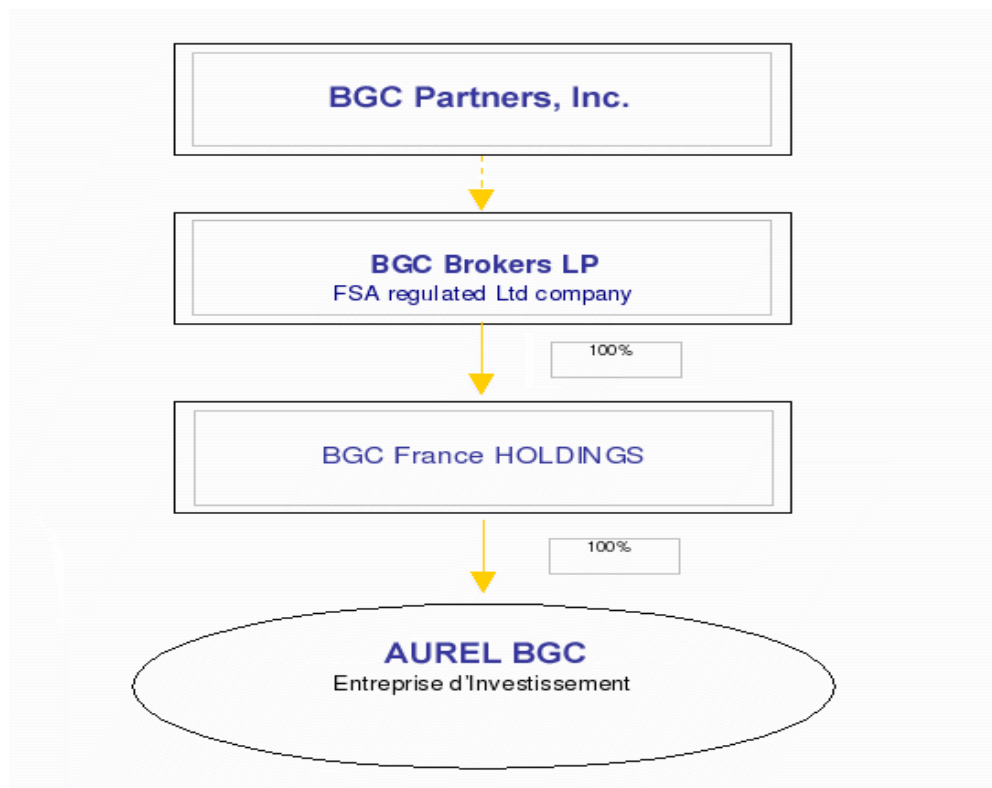 BGC Partners, Inc.
BGC Brokers LP
FSA regulated Ltd company
100%
BGC France HOLDINGS
100%
AUREL BGC
Entreprise d'Investissement